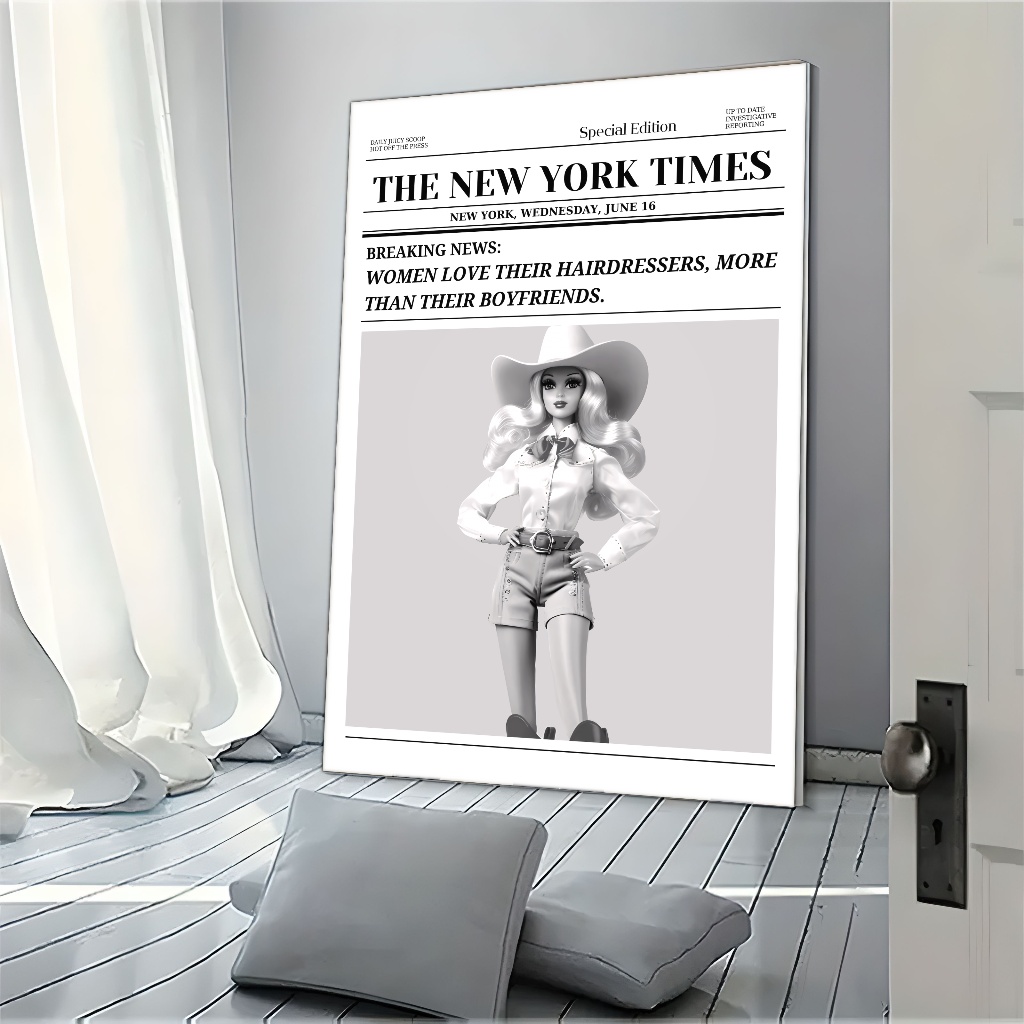 DAILY JUICY SCOOP
HOT OFF THE PRESS
Special Edition
UP TO DATE
INVESTIGATIVE
REPORTING
THE NEW YORK TIMES
NEW YORK, WEDNESDAY, JUNE 16
BREAKING NEWS:
WOMEN LOVE THEIR HAIRDRESSERS, MORE
THAN THEIR BOYFRIENDS.